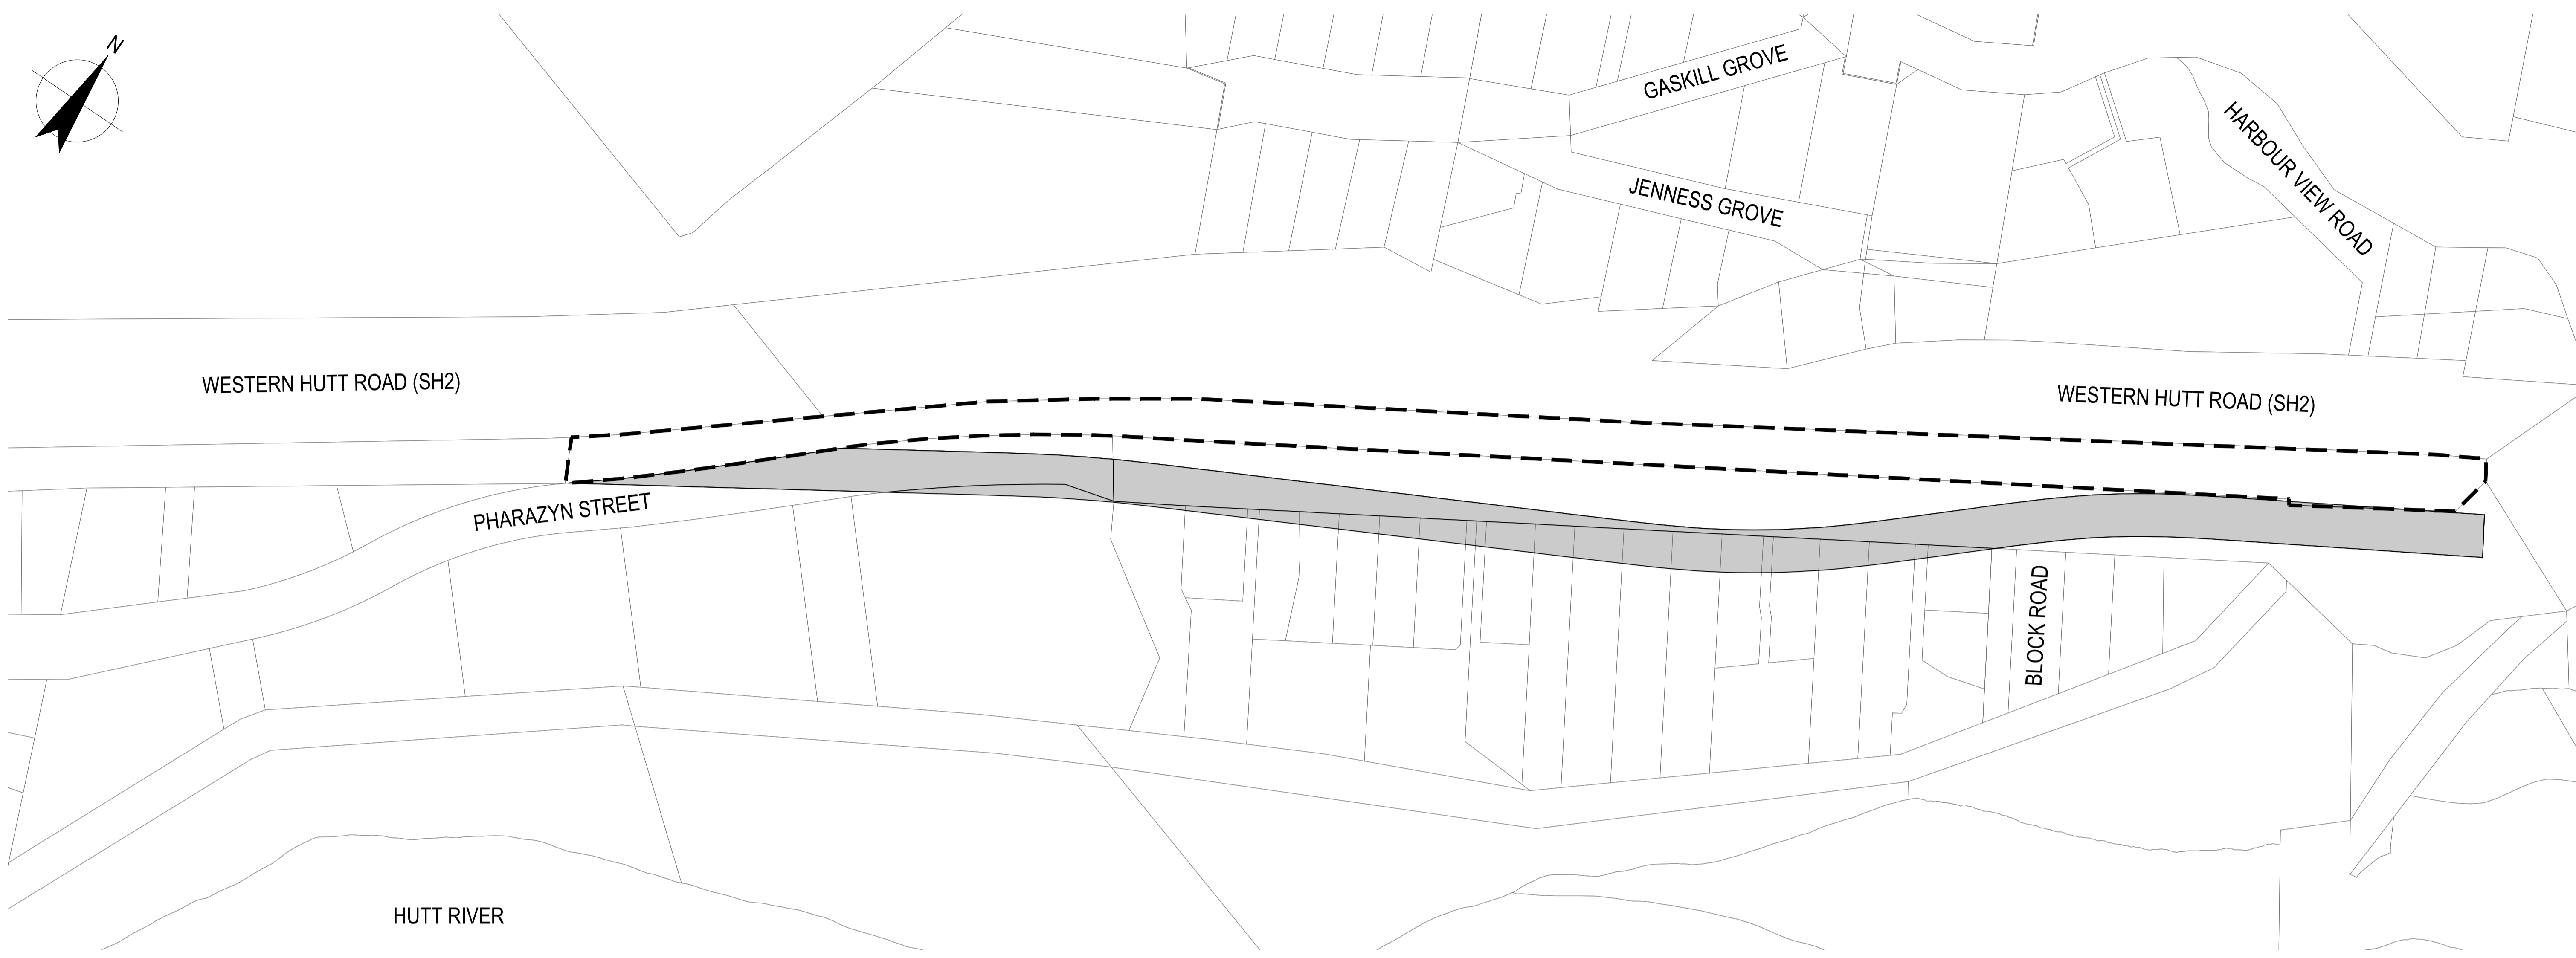 N
GASKILL GROVE
HARBOUR VIEW ROAD
JENNESS GROVE
WESTERN HUTT ROAD (SH2)
WESTERN HUTT ROAD (SH2)
PHARAZYN STREET
BLOCK ROAD
HUTT RIVER